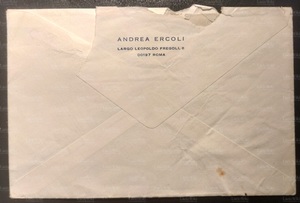 ANDREA ERCOLI
LARGO LEOPOLDO FREGOLI, 8
00197 ROMA